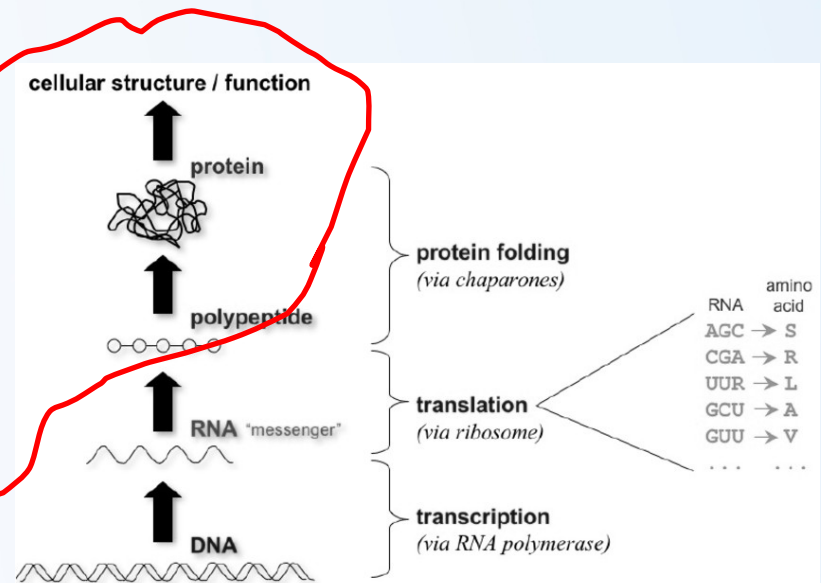 cellular structure / function
protein
protein folding
(via chaparones)
polypeptide
RNA "messenger"
translation
(via ribosome)
RNA
amino
acid
AGC → S
CGA → R
UUR → L
GCU → A
GUU → V
... ...
DNA
transcription
(via RNA polymerase)